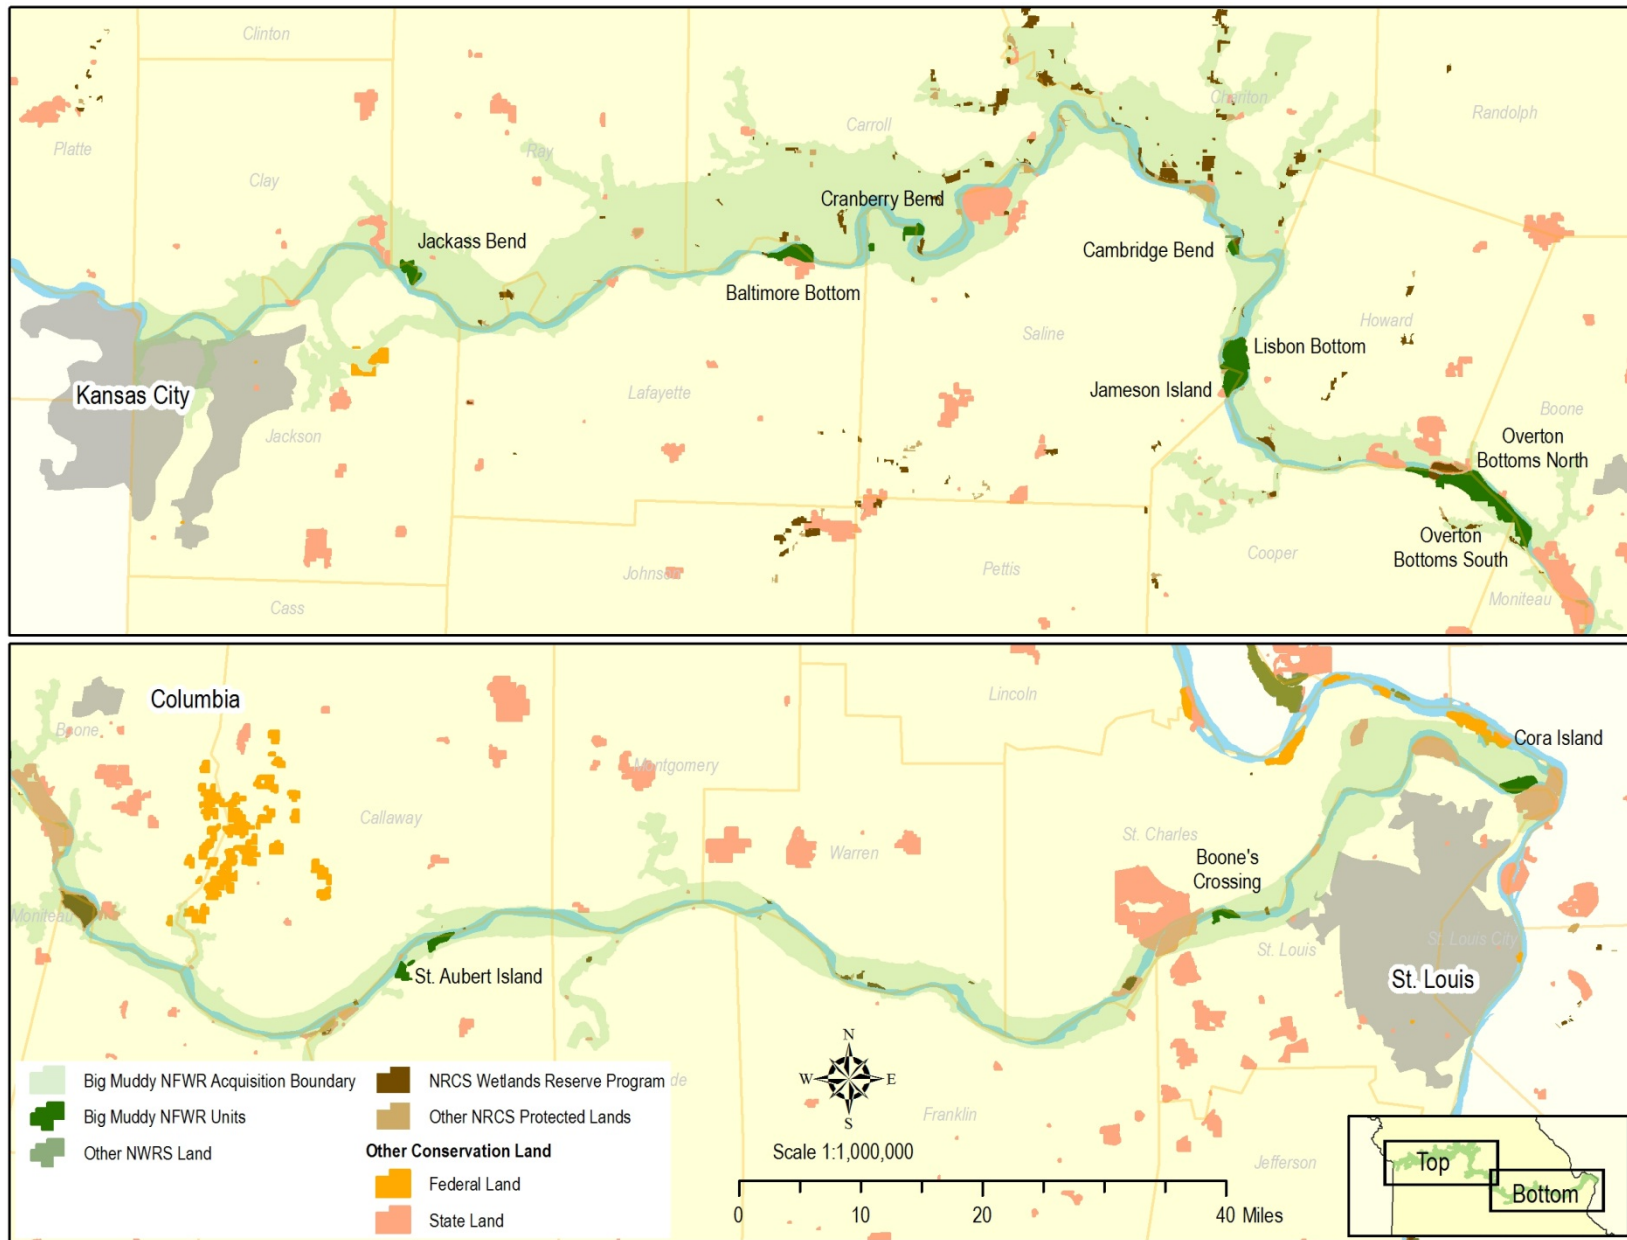 Clinton
Platte
Clay
Ray
Carroll
Chariton
Randolph
Cranberry Bend
Jackass Bend
Cambridge Bend
Baltimore Bottom
Saline
Howard
Lisbon Bottom
Kansas City
Lafayette
Jameson Island
Boone
Jackson
Overton
Bottoms North
Overton
Bottoms South
Cooper
Johnson
Pettis
Cass
Moniteau
Columbia
Boone
Lincoln
Cora Island
Montgomery
Callaway
St. Charles
Warren
Boone's
Crossing
Moniteau
St. Louis
St. Louis City
St. Aubert Island
St. Louis
N
W
E
S
Big Muddy NFWR Acquisition Boundary
Big Muddy NFWR Units
Other NWRS Land
NRCS Wetlands Reserve Program
Other NRCS Protected Lands
Other Conservation Land
Federal Land
State Land
de
Franklin
Scale 1:1,000,000
0 10 20 40 Miles
Jefferson
Top
Bottom